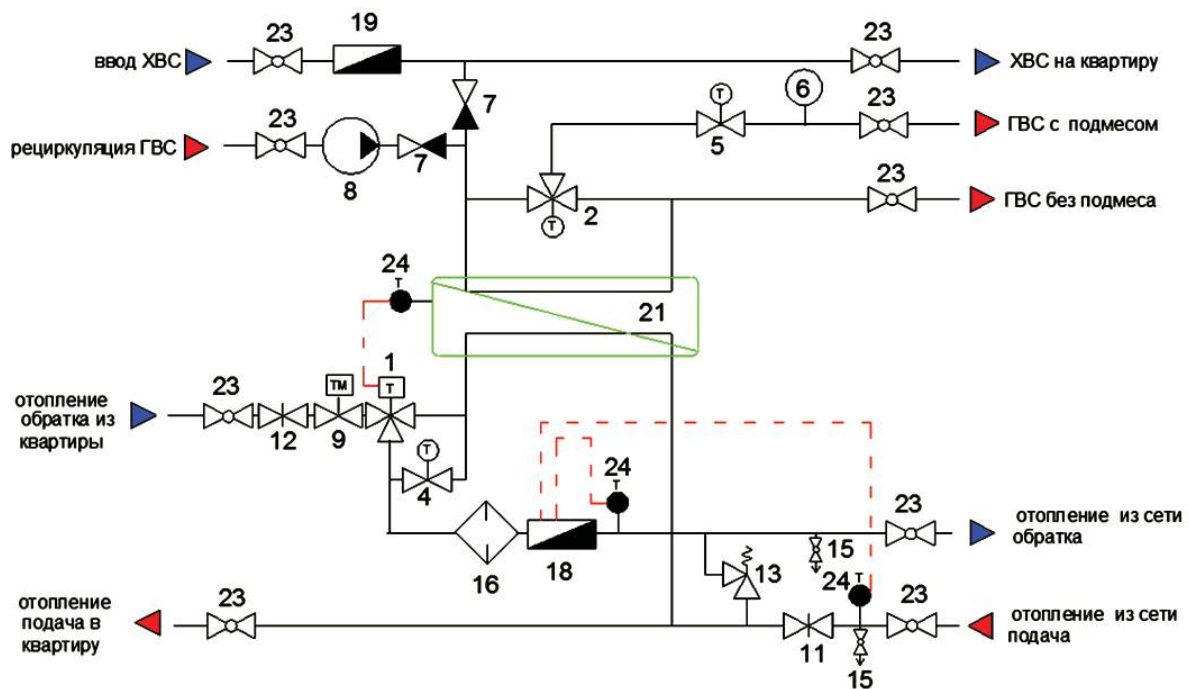 23
19
23
ввод ХВС
ХВС на квартиру
7
T
6
23
23
рециркуляция ГВС
ГВС с подмесом
5
8
7
23
T
2
ГВС без подмеса
24
T
21
1
TM
T
23
отопление
обратка из
квартиры
12
9
T
4
24
T
23
отопление из сети
обратка
16
18
13
15
24
T
23
отопление
подача в
квартиру
23
отопление из сети
подача
11
15